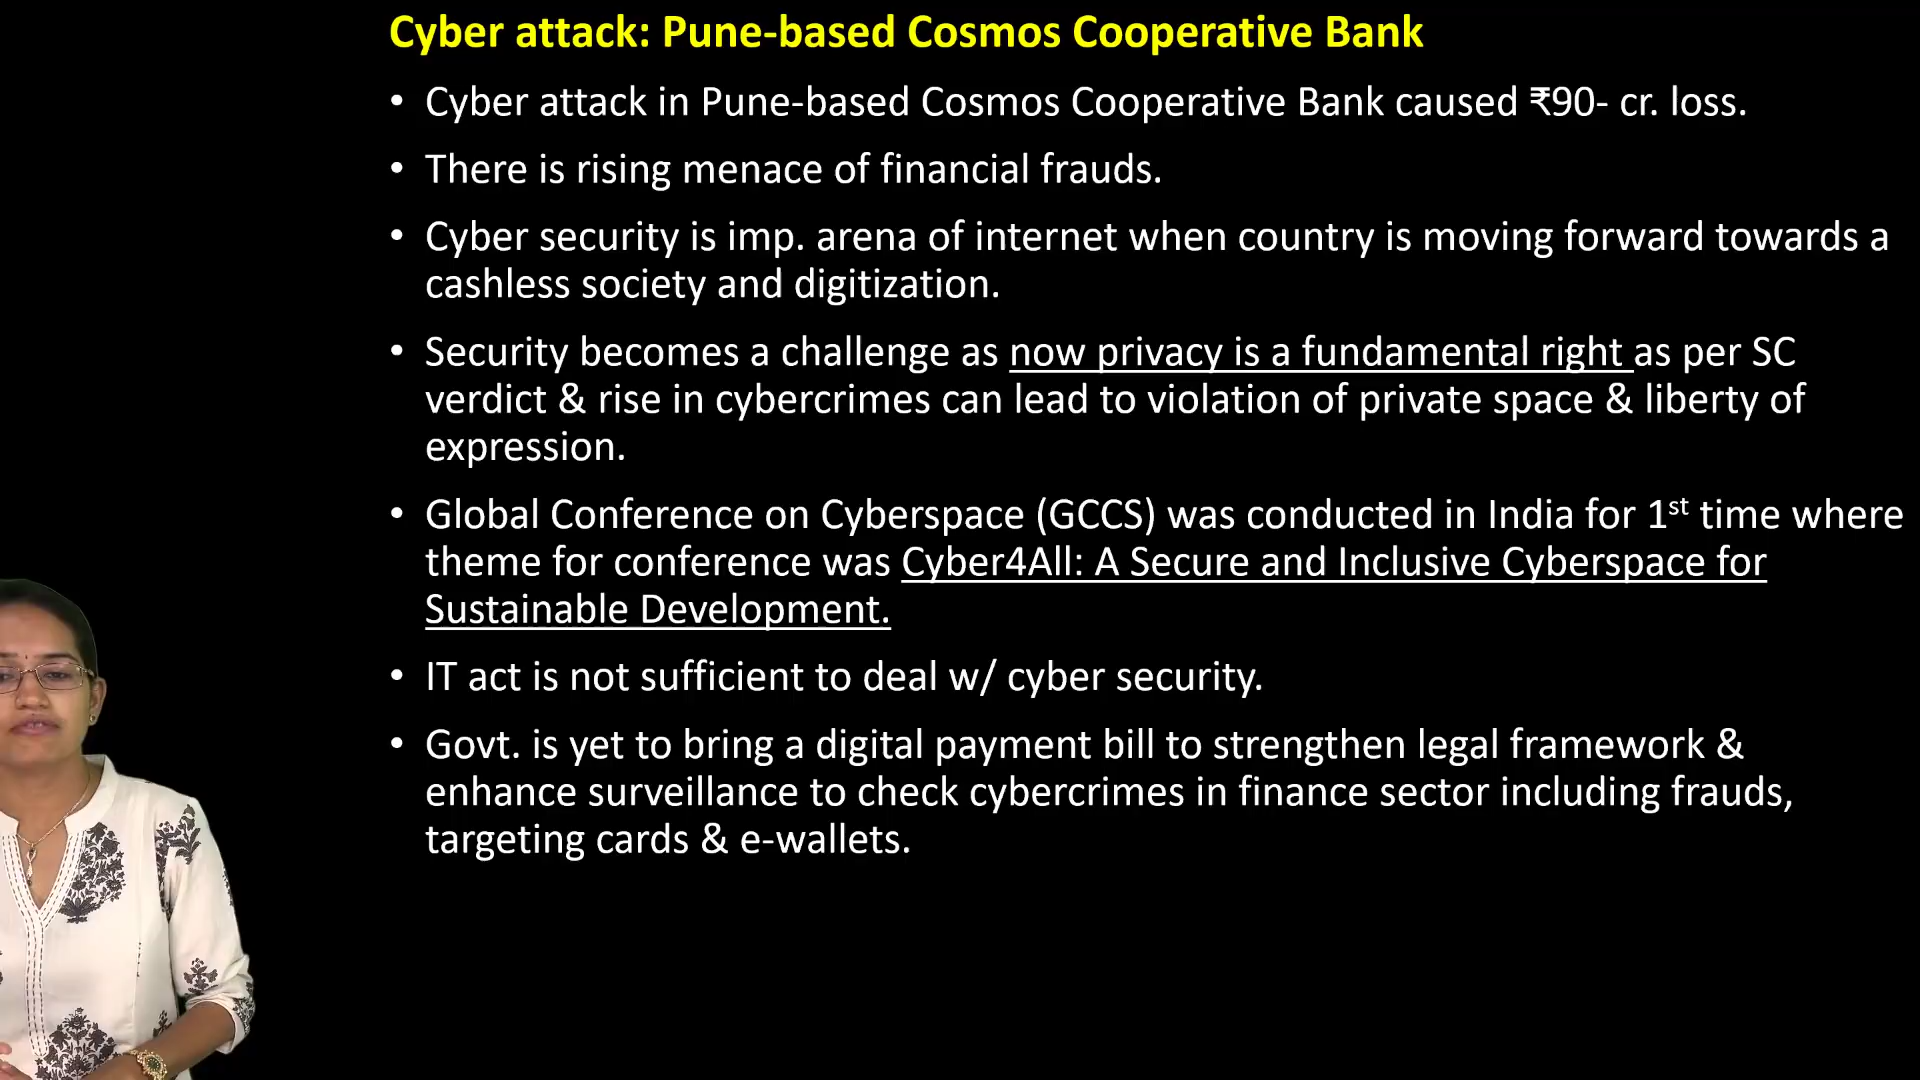 Cyber attack: Pune-based Cosmos Cooperative Bank
• Cyber attack in Pune-based Cosmos Cooperative Bank caused ₹90- cr. loss.
• There is rising menace of financial frauds.
• Cyber security is imp. arena of internet when country is moving forward towards a
cashless society and digitization.
• Security becomes a challenge as now privacy is a fundamental right as per SC
verdict & rise in cybercrimes can lead to violation of private space & liberty of
expression.
• Global Conference on Cyberspace (GCCS) was conducted in India for 1st time where
theme for conference was Cyber4All: A Secure and Inclusive Cyberspace for
Sustainable Development.
• IT act is not sufficient to deal w/ cyber security.
• Govt. is yet to bring a digital payment bill to strengthen legal framework &
enhance surveillance to check cybercrimes in finance sector including frauds,
targeting cards & e-wallets.